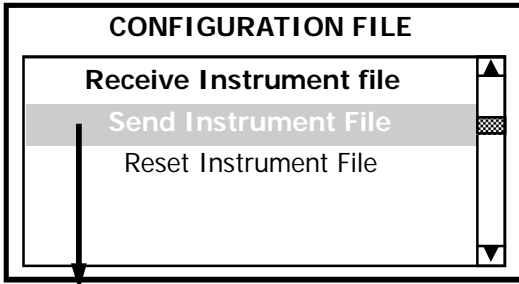 CONFIGURATION FILE
Receive Instrument file
Send Instrument File
Reset Instrument File